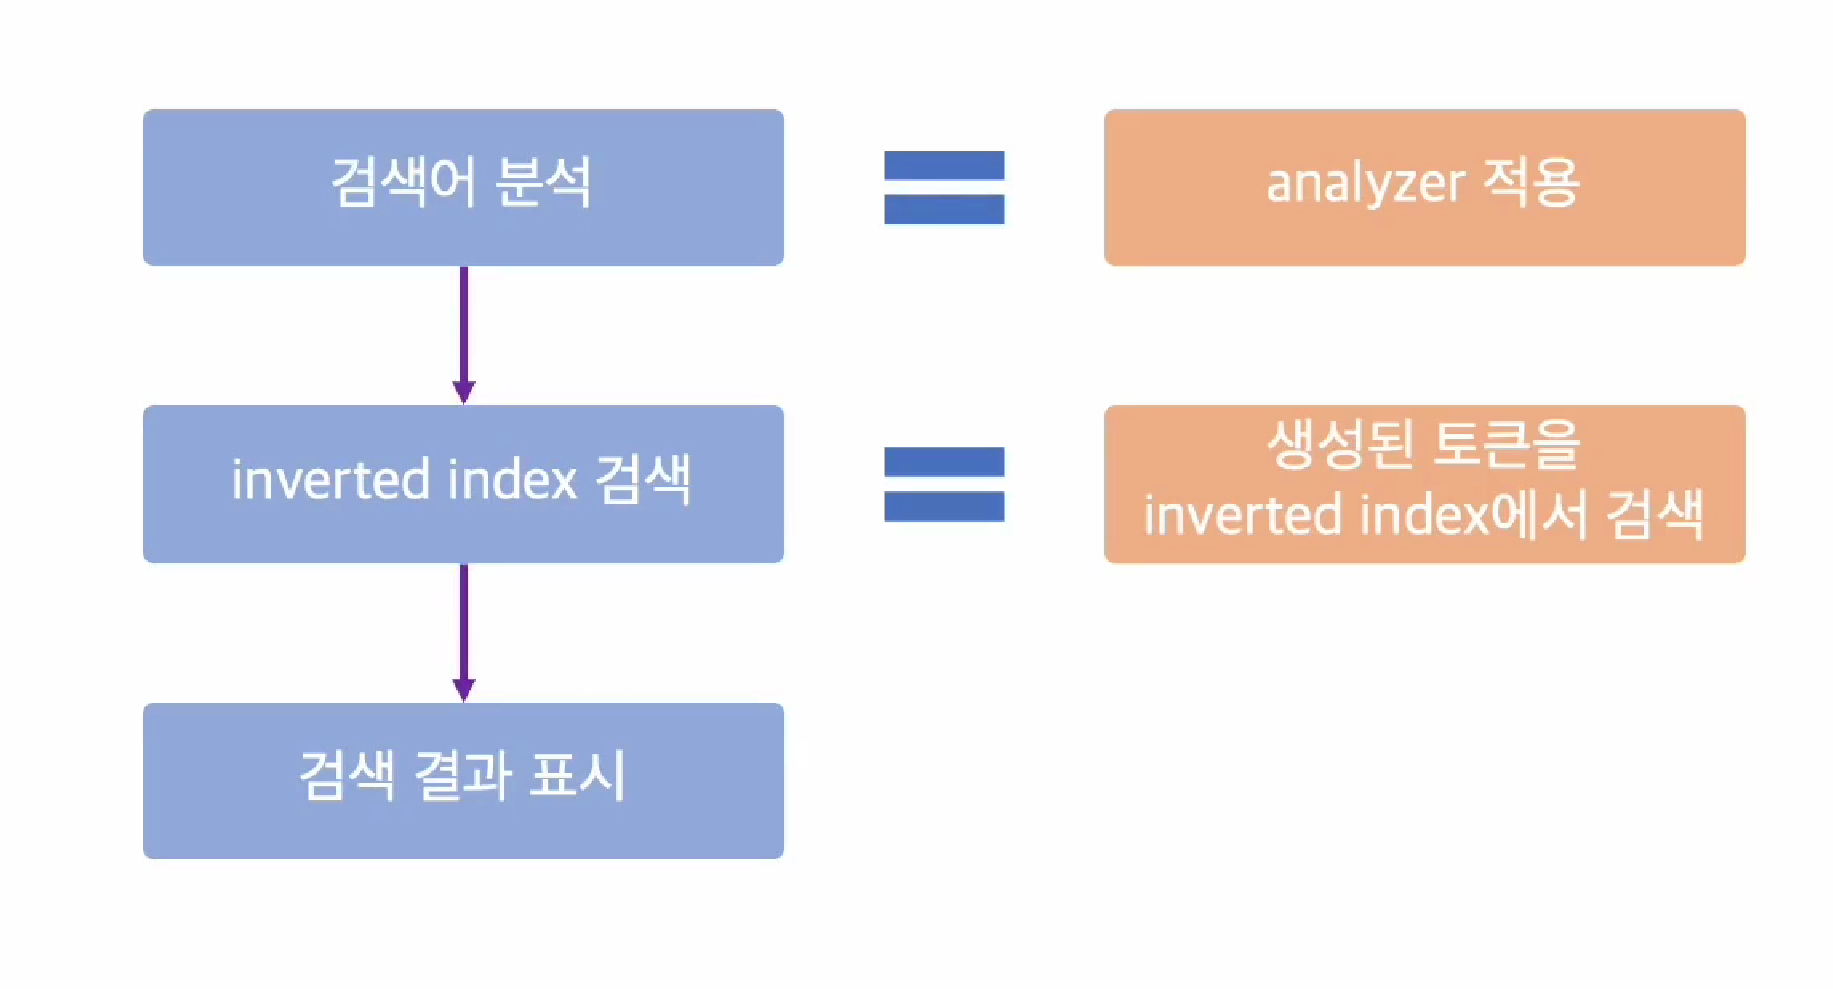 검색어 분석
analyzer 적용
inverted index 검색
생성된 토큰을
inverted index에서 검색
검색 결과 표시